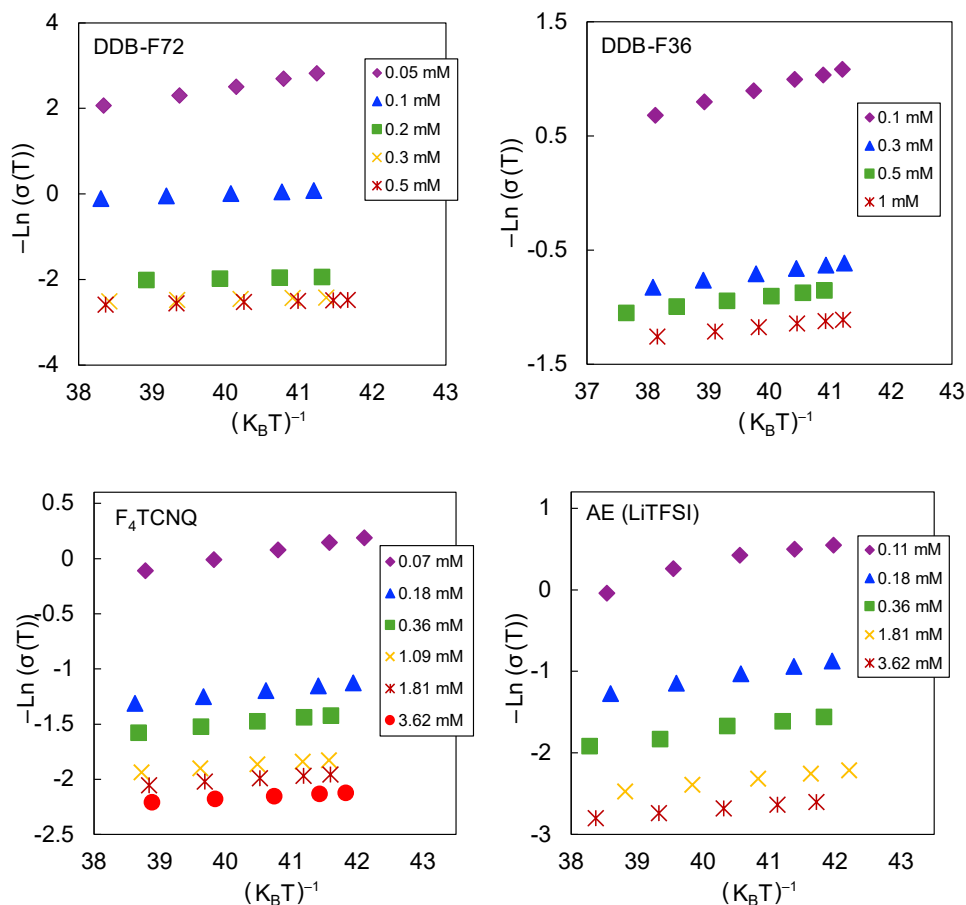 DDB-F72
−Ln (σ(T))
4
2
0
-2
-4
0.05 mM
0.1 mM
0.2 mM
0.3 mM
0.5 mM
38 39 40 41 42 43
(K_BT)⁻¹
DDB-F36
−Ln (σ(T))
1.5
0.5
-0.5
-1.5
0.1 mM
0.3 mM
0.5 mM
1 mM
37 38 39 40 41 42 43
(K_BT)⁻¹
F₄TCNQ
−Ln (σ(T))
0.5
0
-0.5
-1
-1.5
-2
-2.5
0.07 mM
0.18 mM
0.36 mM
1.09 mM
1.81 mM
3.62 mM
38 39 40 41 42 43
(K_BT)⁻¹
AE (LiTFSI)
−Ln (σ(T))
1
0
-1
-2
-3
0.11 mM
0.18 mM
0.36 mM
1.81 mM
3.62 mM
38 39 40 41 42 43
(K_BT)⁻¹